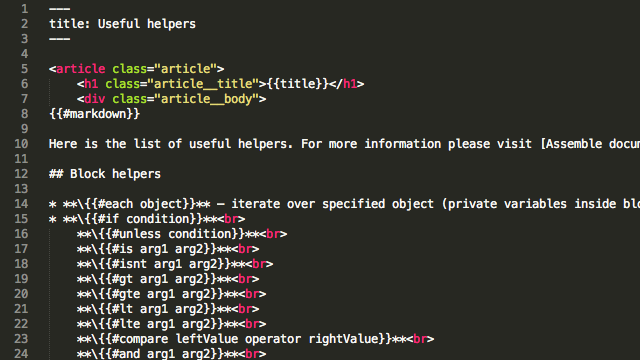 1 ---
2 title: Useful helpers
3 ---
4
5 <article class="article">
6 <h1 class="article__title">{{title}}</h1>
7 <div class="article__body">
8 {{#markdown}}
9
10 Here is the list of useful helpers. For more information please visit [Assemble docum
11
12 ## Block helpers
13
14 * **\{{#each object}}** — iterate over specified object (private variables inside blo
15 * **\{{#if condition}}**<br>
16 **\{{#unless condition}}**<br>
17 **\{{#is arg1 arg2}}**<br>
18 **\{{#isnt arg1 arg2}}**<br>
19 **\{{#gt arg1 arg2}}**<br>
20 **\{{#gte arg1 arg2}}**<br>
21 **\{{#lt arg1 arg2}}**<br>
22 **\{{#lte arg1 arg2}}**<br>
23 **\{{#compare leftValue operator rightValue}}**<br>
24 **\{{#and arg1 arg2}}**<br>